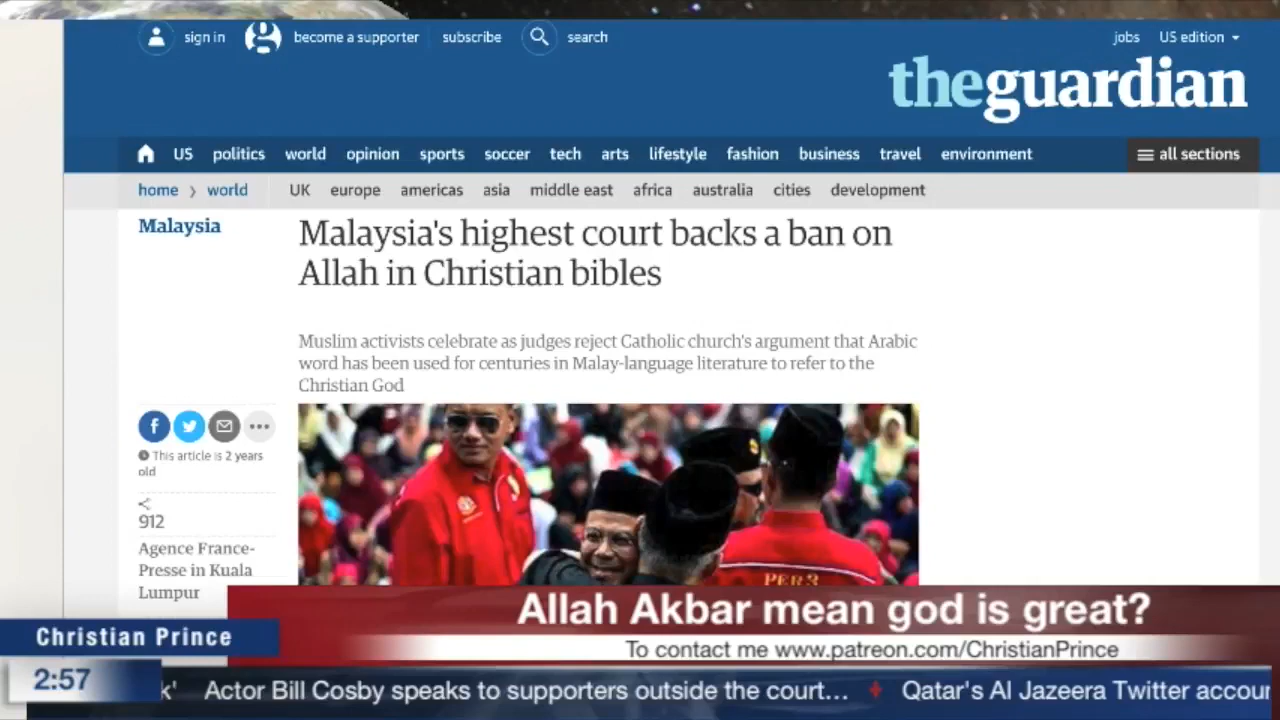 sign in become a supporter subscribe search jobs US edition
theguardian
US politics world opinion sports soccer tech arts lifestyle fashion business travel environment all sections
home › world UK europe americas asia middle east africa australia cities development
Malaysia
Malaysia's highest court backs a ban on
Allah in Christian bibles
Muslim activists celebrate as judges reject Catholic church's argument that Arabic
word has been used for centuries in Malay-language literature to refer to the
Christian God
This article is 2 years
old
912
Agence France-
Presse in Kuala
Lumpur
Allah Akbar mean god is great?
Christian Prince
To contact me www.patreon.com/ChristianPrince
2:57
k' Actor Bill Cosby speaks to supporters outside the court... Qatar's Al Jazeera Twitter accou